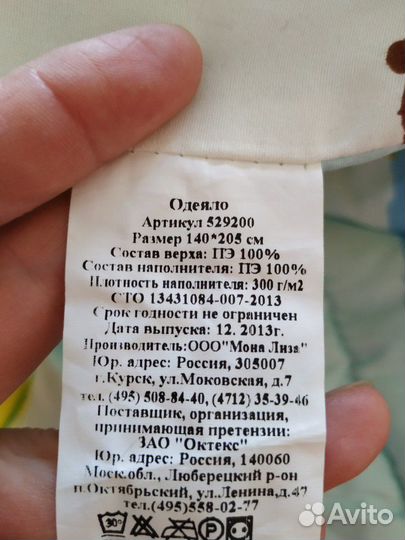 Одеяло
Артикул 529200
Размер 140*205 см
Состав верха: ПЭ 100%
Состав наполнителя: ПЭ 100%
Плотность наполнителя: 300 г/м2
СТО 13431084-007-2013
Срок годности не ограничен
Дата выпуска: 12.2013г.
Производитель:ООО"Мона Лиза"
Юр. адрес: Россия, 305007
г.Курск, ул.Моковская, д.7
тел. (495) 508-84-40, (4712) 35-39-46
Поставщик, организация,
принимающая претензии:
ЗАО "Октекс"
Юр. адрес: Россия, 140060
Моск.обл., Люберецкий р-он
п.Октябрьский, ул.Ленина,д.47
тел.(495)558-02-77
30° P
Avito